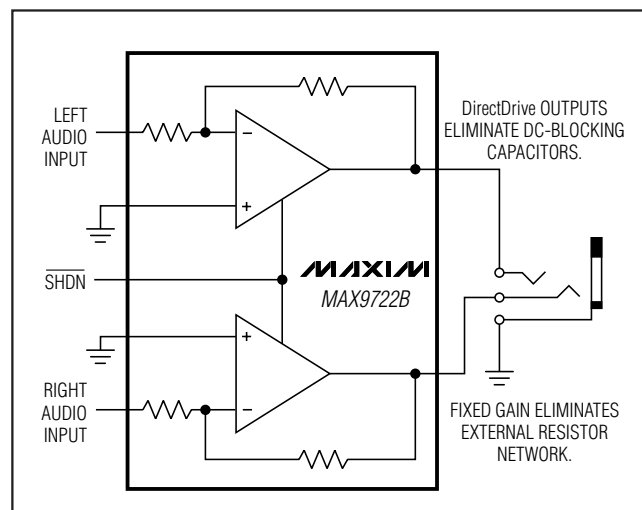 LEFT
AUDIO
INPUT
−
+
DirectDrive OUTPUTS
ELIMINATE DC-BLOCKING
CAPACITORS.
SHDN
MAXIM
MAX9722B
+
−
RIGHT
AUDIO
INPUT
FIXED GAIN ELIMINATES
EXTERNAL RESISTOR
NETWORK.